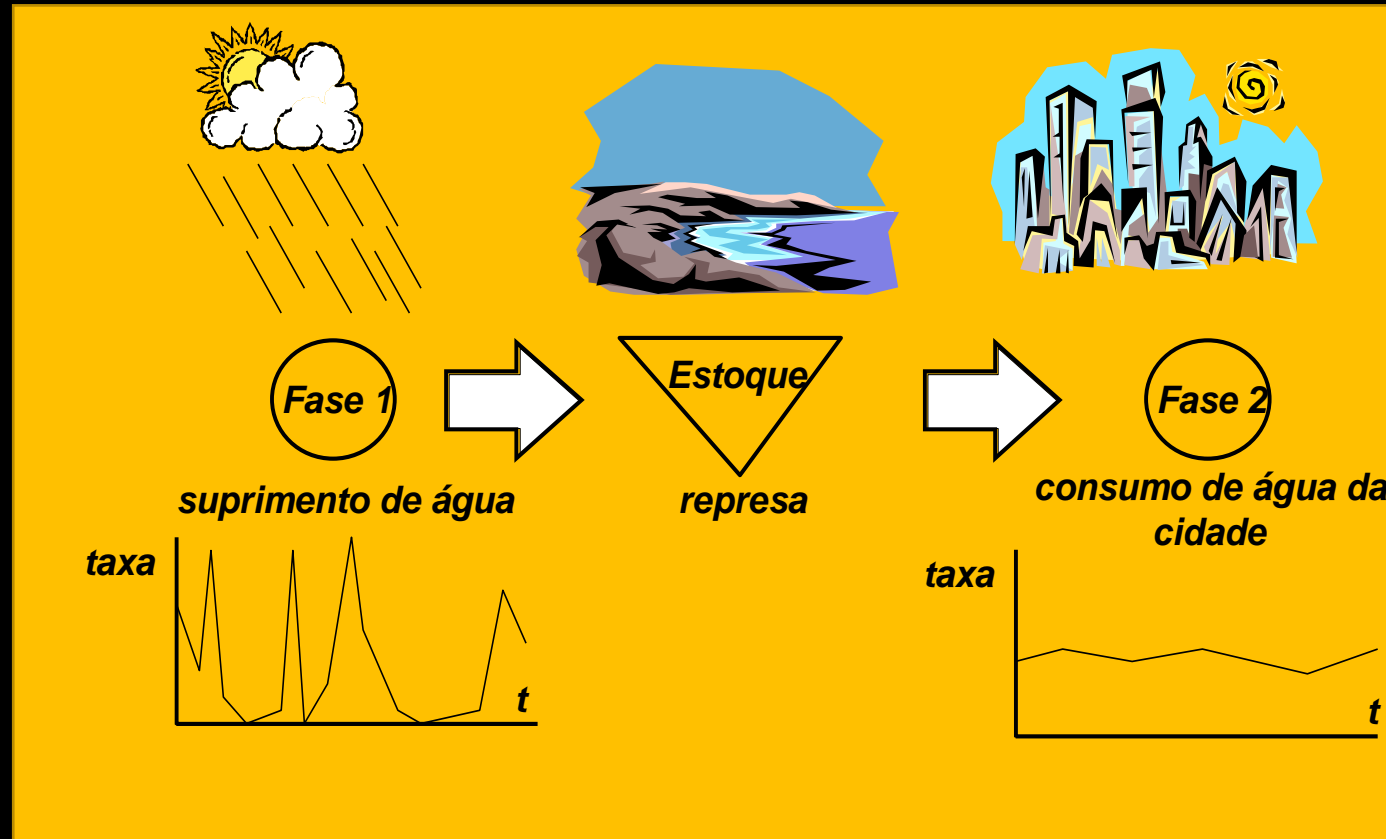 Fase 1
Estoque
Fase 2
suprimento de água
represa
consumo de água da
cidade
taxa
t
taxa
t